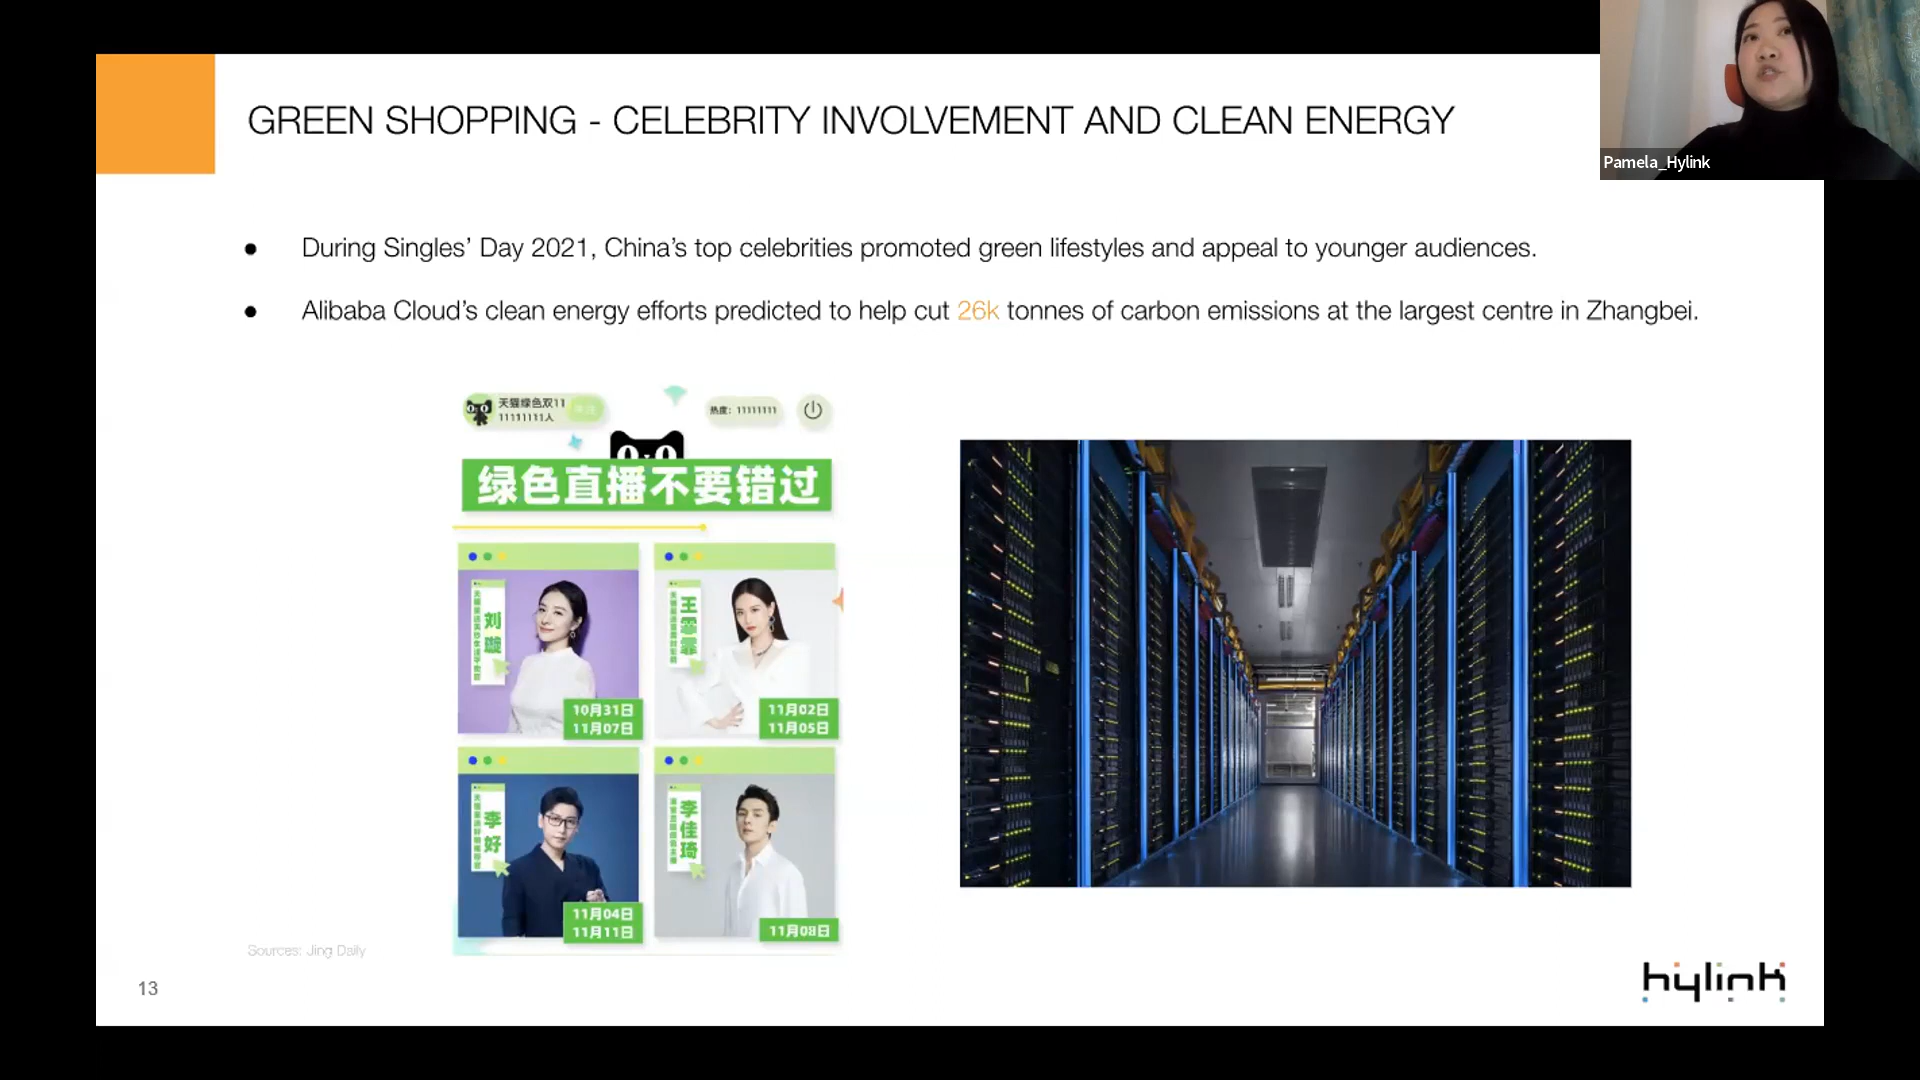 Pamela_Hylink
GREEN SHOPPING - CELEBRITY INVOLVEMENT AND CLEAN ENERGY
● During Singles’ Day 2021, China’s top celebrities promoted green lifestyles and appeal to younger audiences.
● Alibaba Cloud’s clean energy efforts predicted to help cut 26k tonnes of carbon emissions at the largest centre in Zhangbei.
天猫绿色双11
11111111人
关注
热度：11111111
绿色直播不要错过
刘璇
10月31日
11月07日
王霏霏
11月02日
11月05日
李好
11月04日
11月11日
李佳琦
11月08日
Sources: Jing Daily
13
hylink